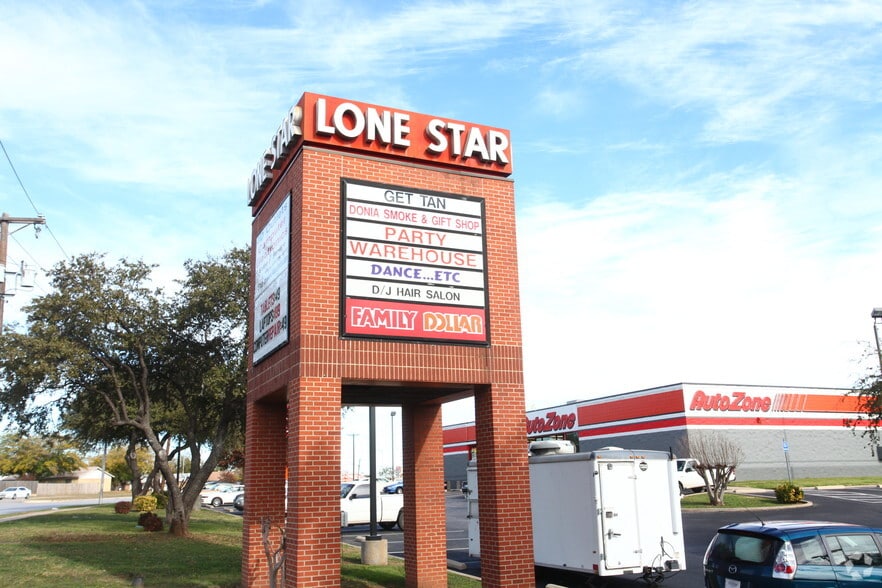 LONE STAR
LONE STAR
GET TAN
DONIA SMOKE & GIFT SHOP
PARTY
WAREHOUSE
DANCE...ETC
D/J HAIR SALON
FAMILY DOLLAR
AutoZone
AutoZone